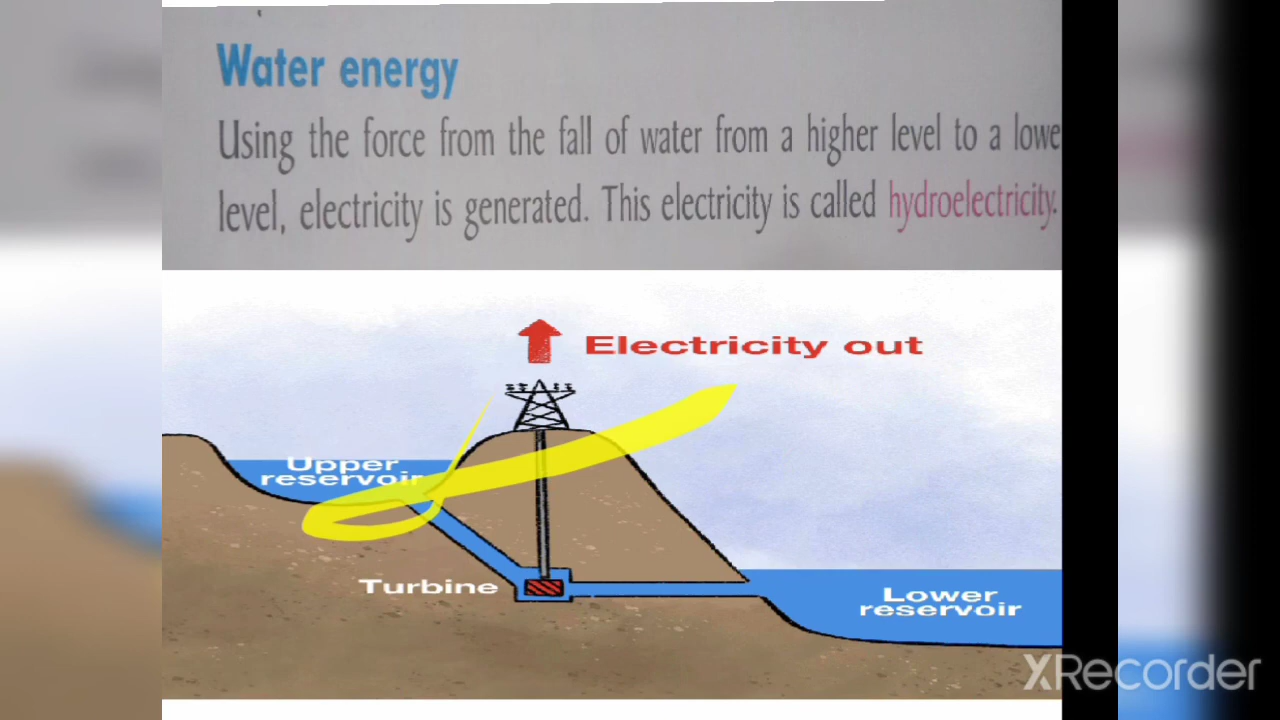 Water energy
Using the force from the fall of water from a higher level to a lowe
level, electricity is generated. This electricity is called hydroelectricity.
Electricity out
Upper
reservoir
Turbine
Lower
reservoir
XRecorder